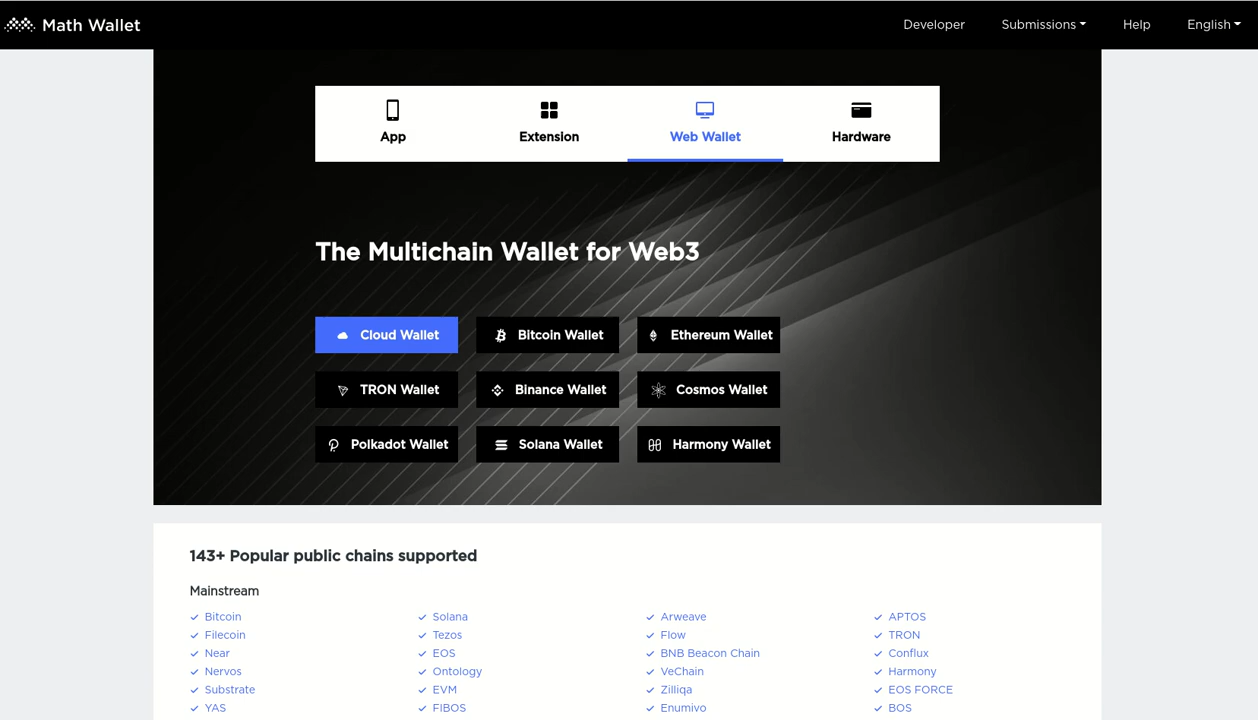 Math Wallet Developer Submissions Help English
App Extension Web Wallet Hardware
The Multichain Wallet for Web3
Cloud Wallet Bitcoin Wallet Ethereum Wallet
TRON Wallet Binance Wallet Cosmos Wallet
Polkadot Wallet Solana Wallet Harmony Wallet
143+ Popular public chains supported
Mainstream
Bitcoin Solana Arweave APTOS
Filecoin Tezos Flow TRON
Near EOS BNB Beacon Chain Conflux
Nervos Ontology VeChain Harmony
Substrate EVM Zilliqa EOS FORCE
YAS FIBOS Enumivo BOS